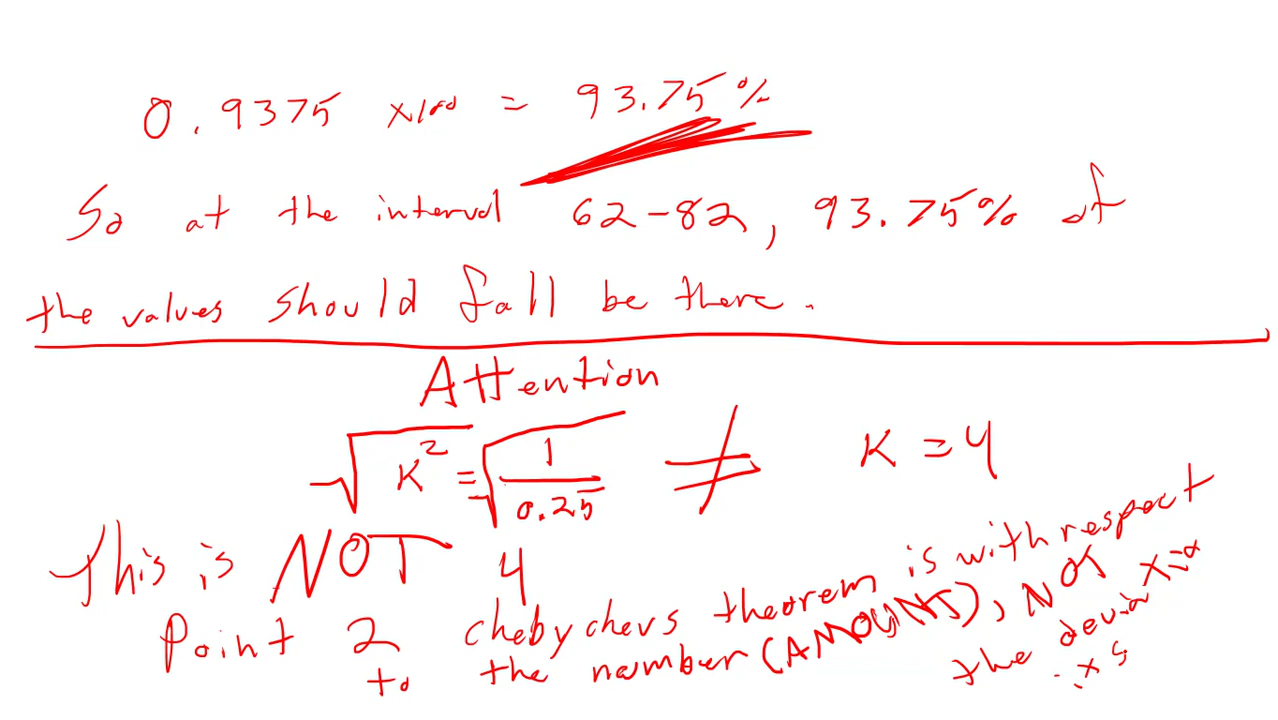 0.9375 x100 = 93.75%
So at the interval 62-82, 93.75% of
the values should fall be there.
Attention
√K² = √1/0.25 ≠ K = 4
This is NOT 4
Point 2 chebychevs theorem is with respect
to the number (AMOUNT), NOT
the